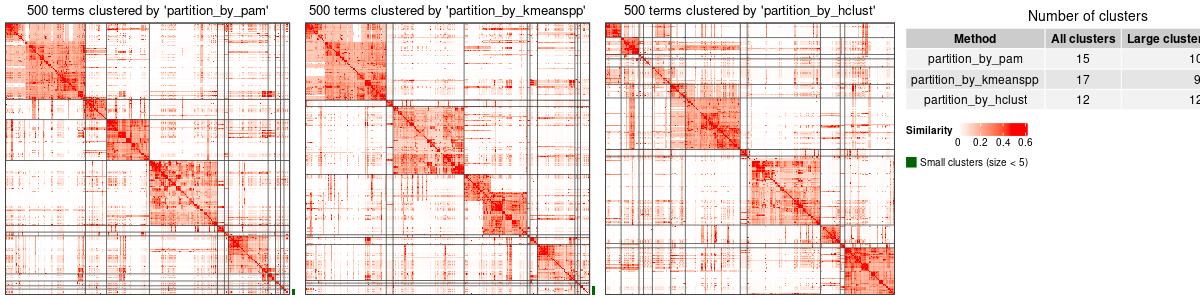 500 terms clustered by 'partition_by_pam'
500 terms clustered by 'partition_by_kmeanspp'
500 terms clustered by 'partition_by_hclust'
Number of clusters
Method All clusters Large cluster
partition_by_pam 15 10
partition_by_kmeanspp 17 9
partition_by_hclust 12 12
Similarity
0 0.2 0.4 0.6
Small clusters (size < 5)